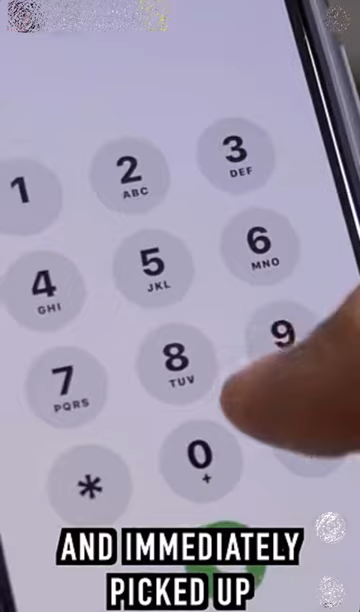 1
2
ABC
3
DEF
4
GHI
5
JKL
6
MNO
7
PQRS
8
TUV
9
*
0
+
AND IMMEDIATELY
PICKED UP